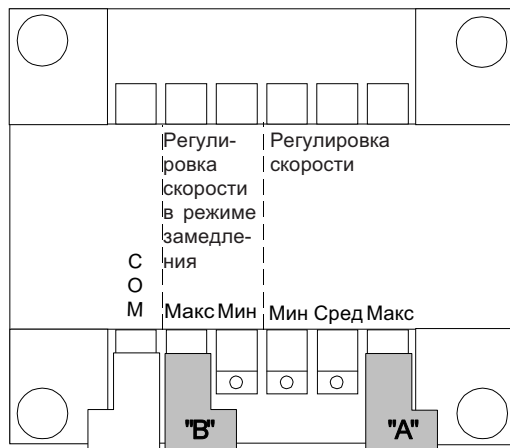 Регули-
ровка
скорости
в режиме
замедле-
ния
Регулировка
скорости
С
О
М
Макс Мин Мин Сред Макс
"В" "А"